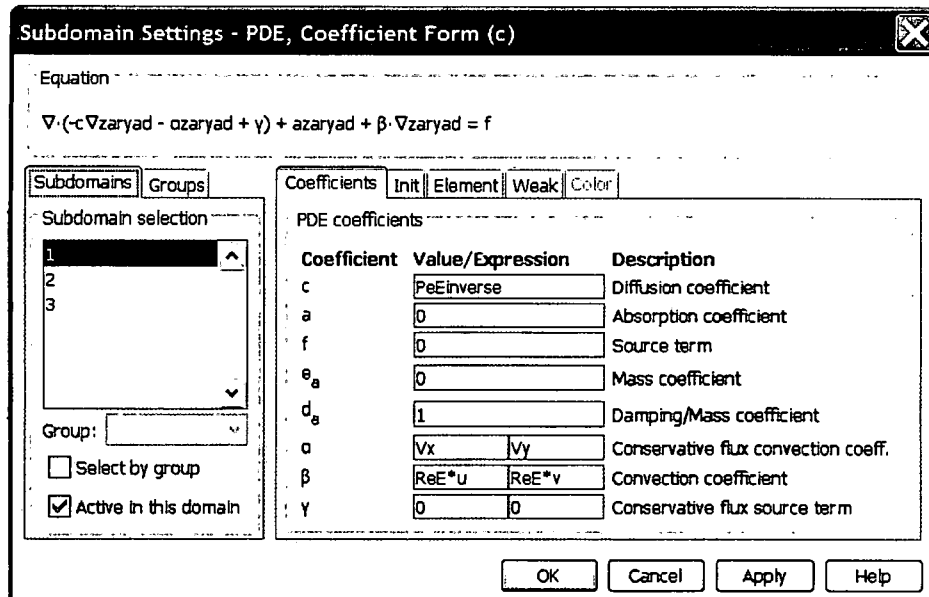 Subdomain Settings - PDE, Coefficient Form (c)
Equation
∇·(-c∇zaryad - αzaryad + γ) + azaryad + β·∇zaryad = f
Subdomains Groups
Subdomain selection
1
2
3
Group:
Select by group
Active in this domain
Coefficients Init Element Weak Color
PDE coefficients
Coefficient Value/Expression Description
c PeEinverse Diffusion coefficient
a 0 Absorption coefficient
f 0 Source term
eₐ 0 Mass coefficient
dₐ 1 Damping/Mass coefficient
α Vx Vy Conservative flux convection coeff.
β ReE*u ReE*v Convection coefficient
γ 0 0 Conservative flux source term
OK Cancel Apply Help